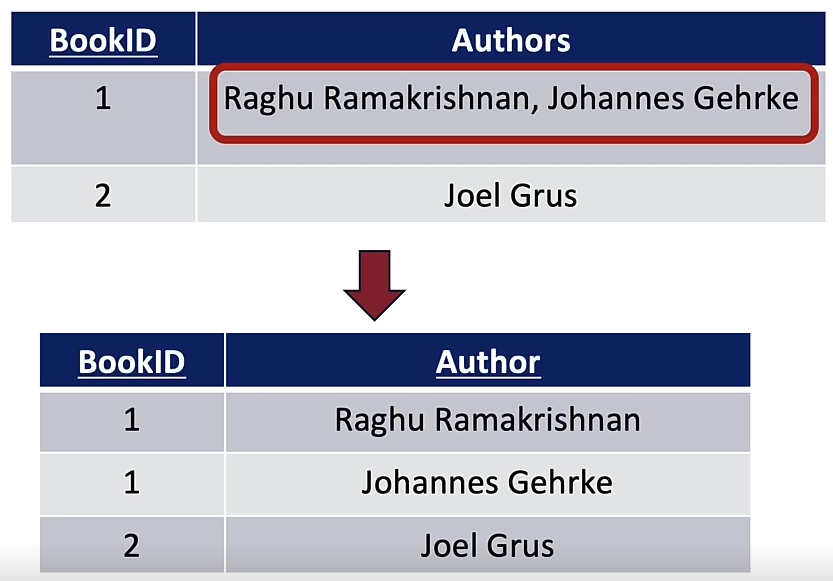 BookID Authors
1 Raghu Ramakrishnan, Johannes Gehrke
2 Joel Grus
BookID Author
1 Raghu Ramakrishnan
1 Johannes Gehrke
2 Joel Grus